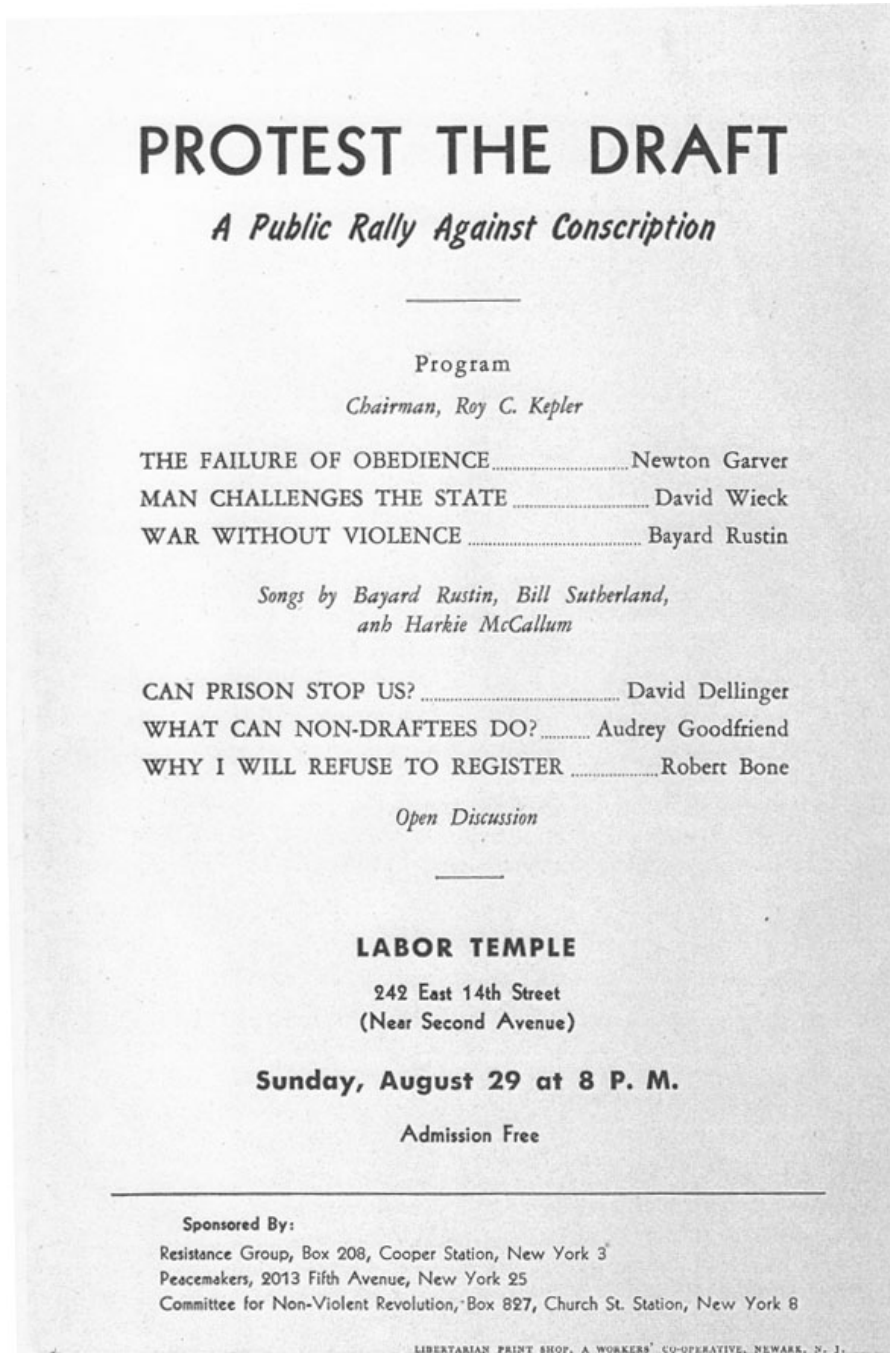 PROTEST THE DRAFT
A Public Rally Against Conscription
Program
Chairman, Roy C. Kepler
THE FAILURE OF OBEDIENCE Newton Garver
MAN CHALLENGES THE STATE David Wieck
WAR WITHOUT VIOLENCE Bayard Rustin
Songs by Bayard Rustin, Bill Sutherland,
anh Harkie McCallum
CAN PRISON STOP US? David Dellinger
WHAT CAN NON-DRAFTEES DO? Audrey Goodfriend
WHY I WILL REFUSE TO REGISTER Robert Bone
Open Discussion
LABOR TEMPLE
242 East 14th Street
(Near Second Avenue)
Sunday, August 29 at 8 P. M.
Admission Free
Sponsored By:
Resistance Group, Box 208, Cooper Station, New York 3
Peacemakers, 2013 Fifth Avenue, New York 25
Committee for Non-Violent Revolution, Box 827, Church St. Station, New York 8
LIBERTARIAN PRINT SHOP, A WORKERS' CO-OPERATIVE, NEWARK, N. J.